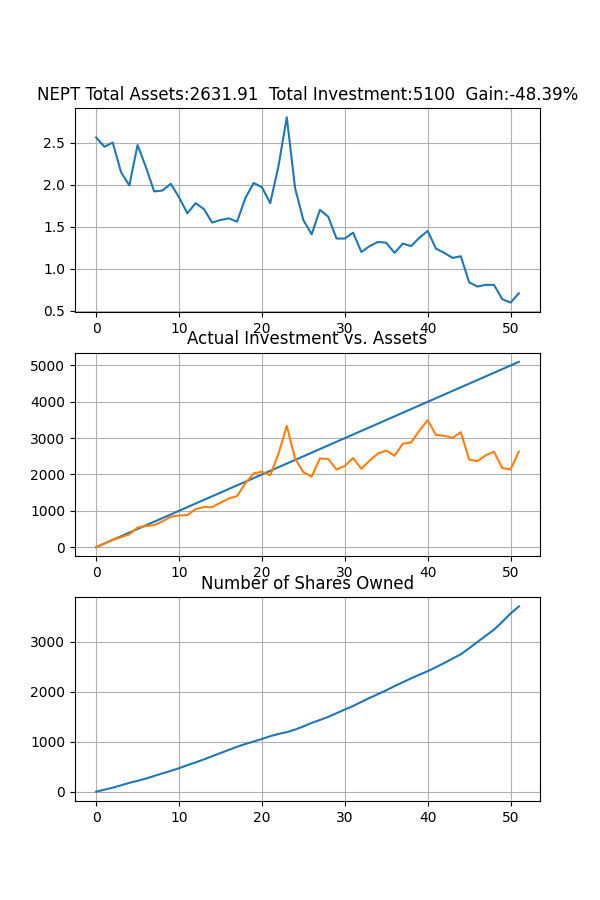 NEPT Total Assets:2631.91  Total Investment:5100  Gain:-48.39%
2.5
2.0
1.5
1.0
0.5
0 10 20 30 40 50
Actual Investment vs. Assets
5000
4000
3000
2000
1000
0
0 10 20 30 40 50
Number of Shares Owned
3000
2000
1000
0
0 10 20 30 40 50